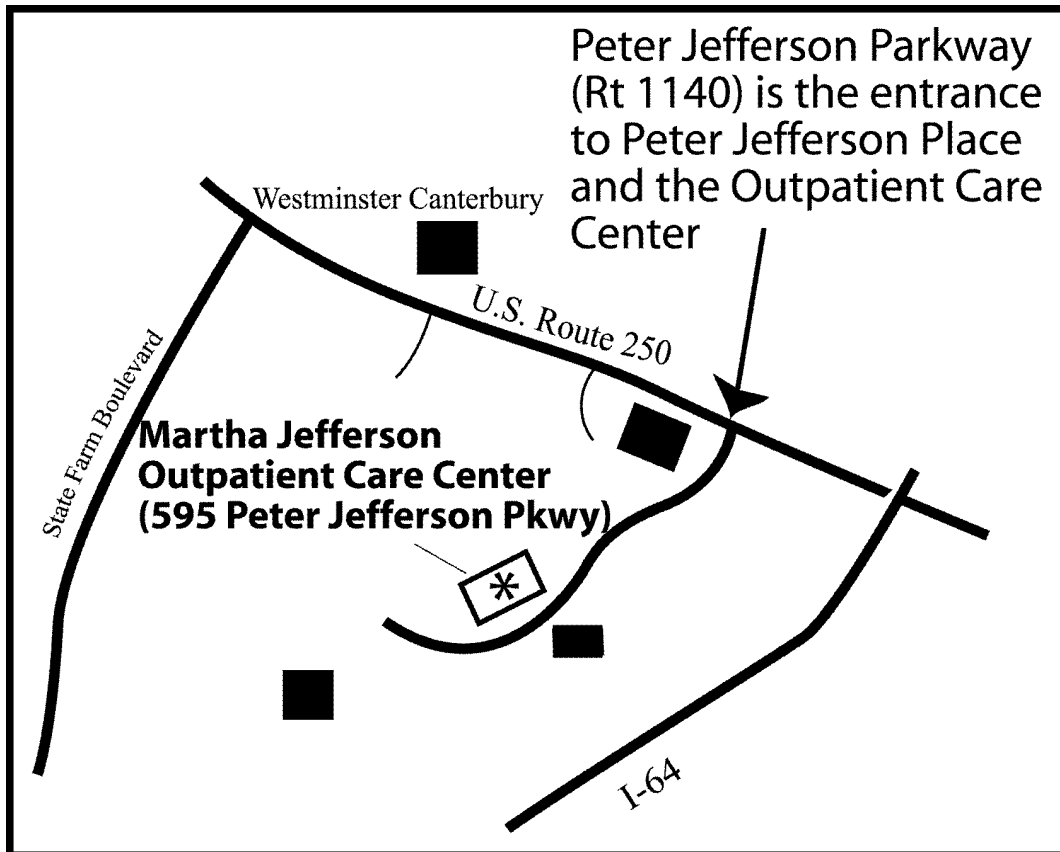 Peter Jefferson Parkway
(Rt 1140) is the entrance
to Peter Jefferson Place
and the Outpatient Care
Center
Westminster Canterbury
U.S. Route 250
State Farm Boulevard
Martha Jefferson
Outpatient Care Center
(595 Peter Jefferson Pkwy)
*
I-64